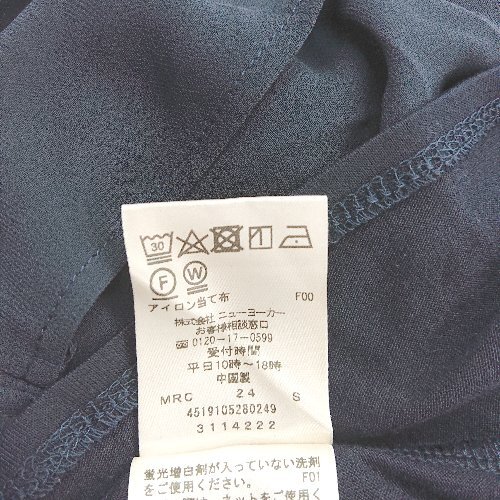 30
F W
アイロン当て布 F00
株式会社 ニューヨーカー
お客様相談窓口
0120-17-0599
受付時間
平日10時～18時
中国製
MRC 24 S
4519105280249
3114222
蛍光増白剤が入っていない洗剤
をご使用ください。 F01